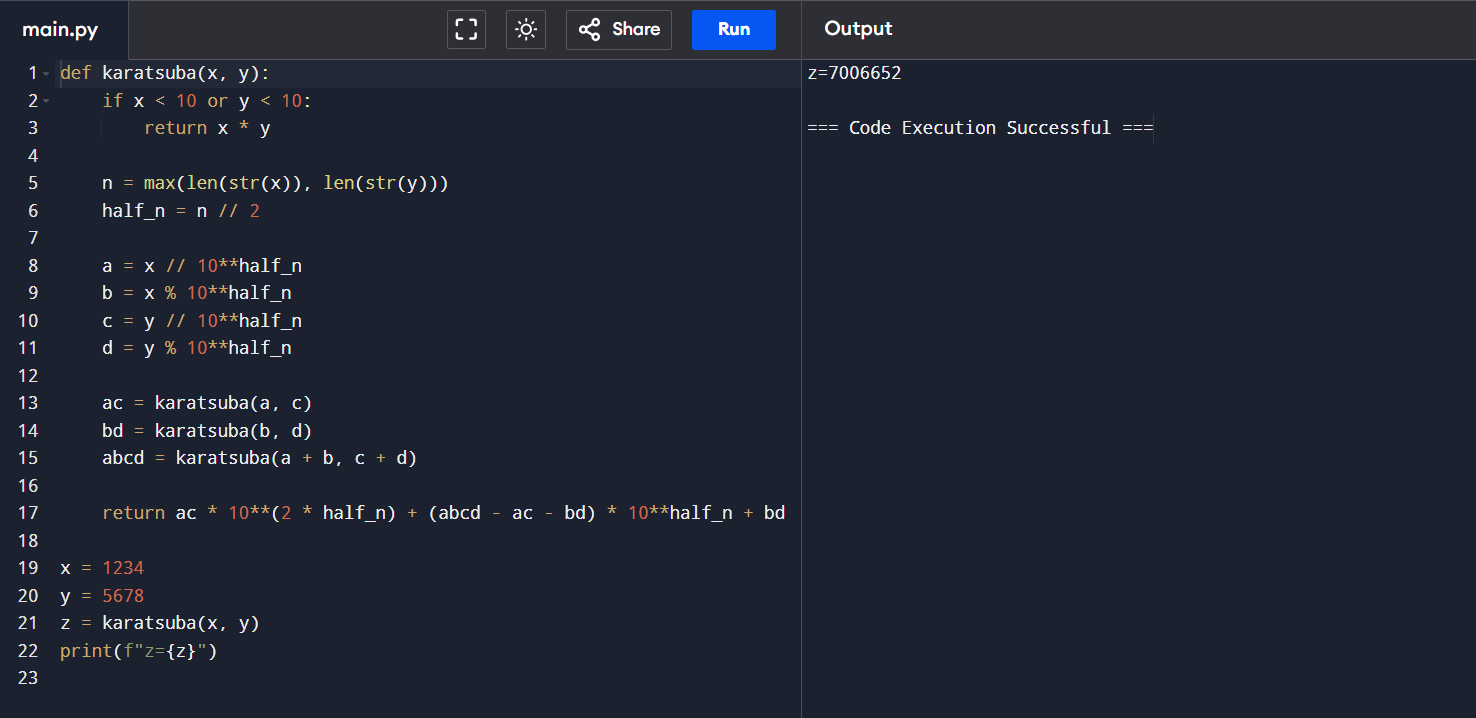 main.py
Share
Run
Output
1 def karatsuba(x, y):
2     if x < 10 or y < 10:
3         return x * y
4
5     n = max(len(str(x)), len(str(y)))
6     half_n = n // 2
7
8     a = x // 10**half_n
9     b = x % 10**half_n
10     c = y // 10**half_n
11     d = y % 10**half_n
12
13     ac = karatsuba(a, c)
14     bd = karatsuba(b, d)
15     abcd = karatsuba(a + b, c + d)
16
17     return ac * 10**(2 * half_n) + (abcd - ac - bd) * 10**half_n + bd
18
19 x = 1234
20 y = 5678
21 z = karatsuba(x, y)
22 print(f"z={z}")
23
z=7006652
=== Code Execution Successful ===